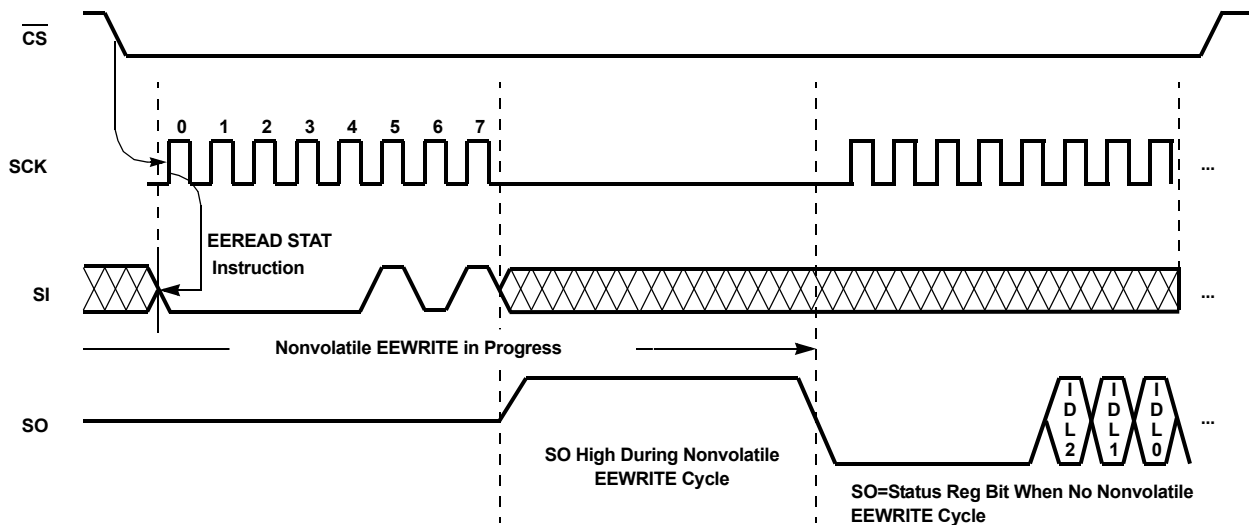 CS
SCK
0 1 2 3 4 5 6 7
...
EEREAD STAT
Instruction
SI
...
Nonvolatile EEWRITE in Progress
SO
IDL2 IDL1 IDL0
...
SO High During Nonvolatile
EEWRITE Cycle
SO=Status Reg Bit When No Nonvolatile
EEWRITE Cycle